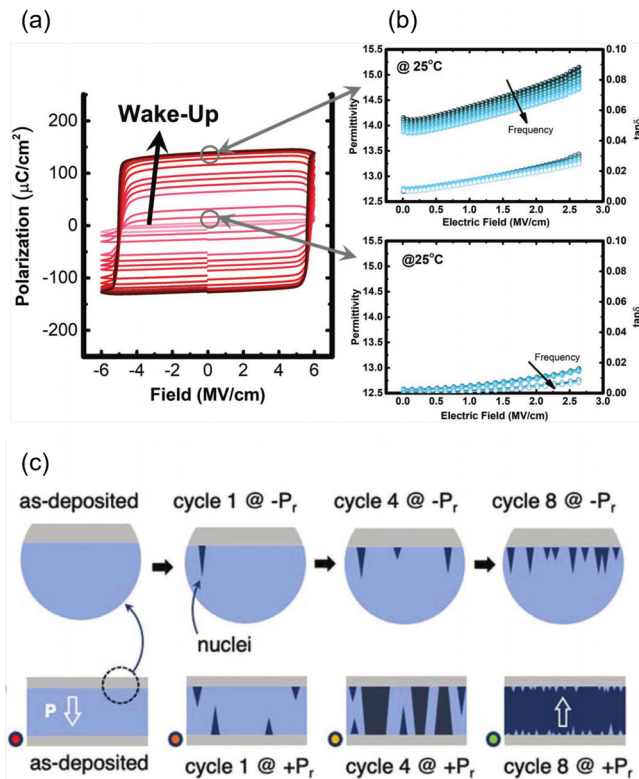 (a)
Wake-Up
Polarization (μC/cm²)
200
100
0
-100
-200
-6 -4 -2 0 2 4 6
Field (MV/cm)
(b)
@ 25°C
Frequency
Permittivity
15.5
15.0
14.5
14.0
13.5
13.0
12.5
tanδ
0.10
0.08
0.06
0.04
0.02
0.00
0.0 0.5 1.0 1.5 2.0 2.5 3.0
Electric Field (MV/cm)
@25°C
Frequency
Permittivity
15.5
15.0
14.5
14.0
13.5
13.0
12.5
tanδ
0.10
0.08
0.06
0.04
0.02
0.00
0.0 0.5 1.0 1.5 2.0 2.5 3.0
Electric Field (MV/cm)
(c)
as-deposited
cycle 1 @ -Pr
cycle 4 @ -Pr
cycle 8 @ -Pr
nuclei
P
as-deposited
cycle 1 @ +Pr
cycle 4 @ +Pr
cycle 8 @ +Pr